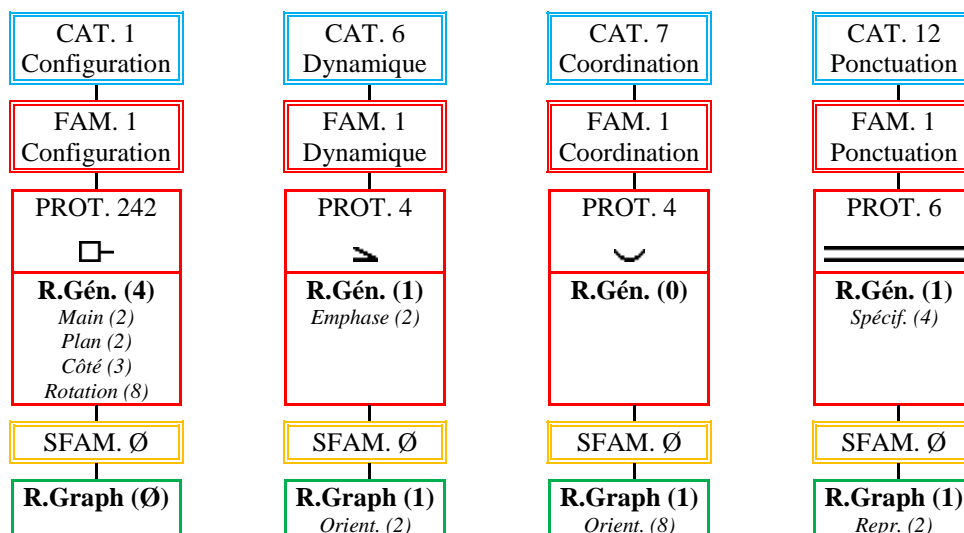 CAT. 1
Configuration
FAM. 1
Configuration
PROT. 242
R.Gén. (4)
Main (2)
Plan (2)
Côté (3)
Rotation (8)
SFAM. Ø
R.Graph (Ø)
CAT. 6
Dynamique
FAM. 1
Dynamique
PROT. 4
R.Gén. (1)
Emphase (2)
SFAM. Ø
R.Graph (1)
Orient. (2)
CAT. 7
Coordination
FAM. 1
Coordination
PROT. 4
R.Gén. (0)
SFAM. Ø
R.Graph (1)
Orient. (8)
CAT. 12
Ponctuation
FAM. 1
Ponctuation
PROT. 6
R.Gén. (1)
Spécif. (4)
SFAM. Ø
R.Graph (1)
Repr. (2)